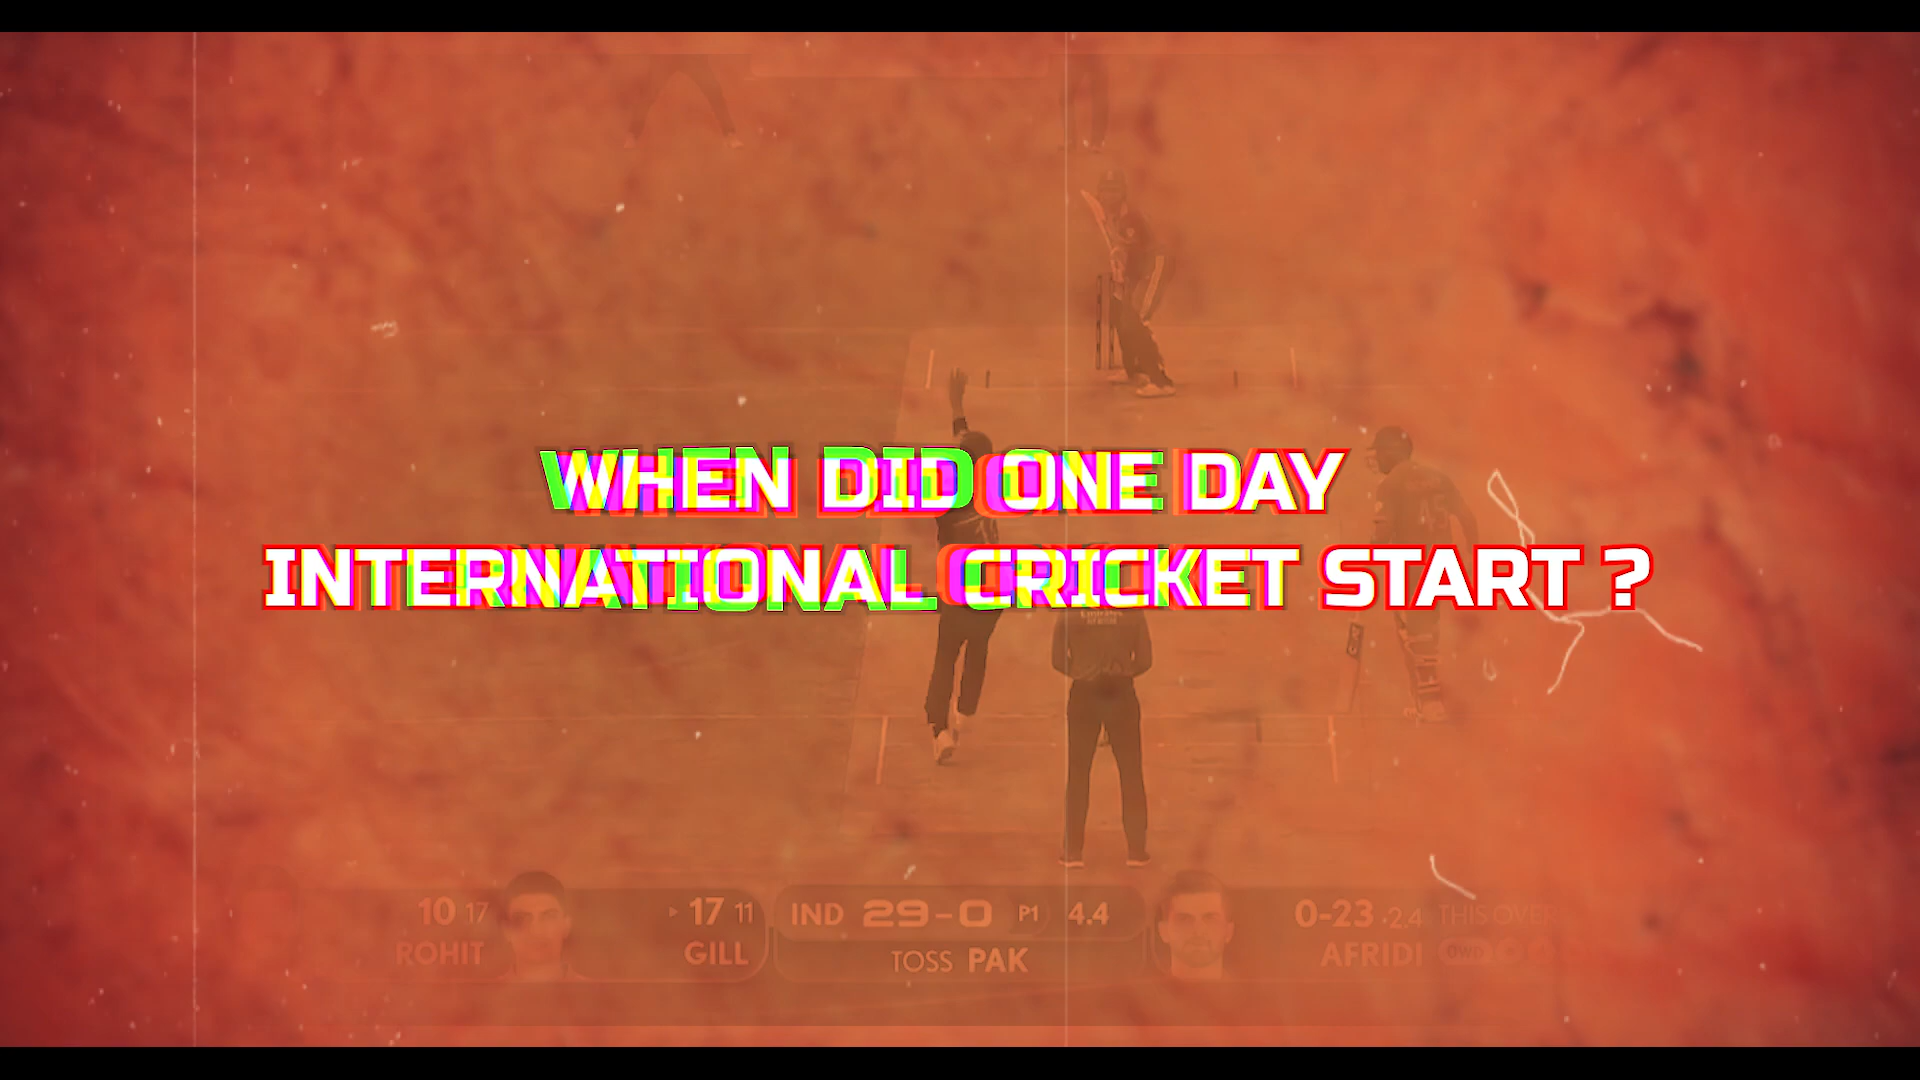 WHEN DID ONE DAY
INTERNATIONAL CRICKET START ?
10 17 ▸ 17 11 IND 29-0 P1 4.4 0-23 2.4 THIS OVER
ROHIT GILL TOSS PAK AFRIDI 0WD